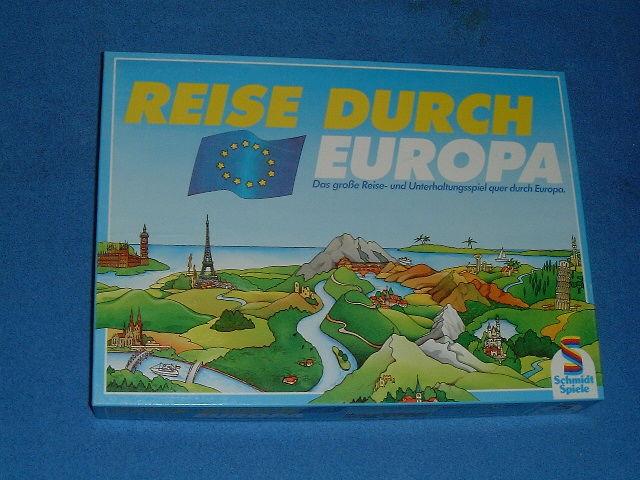 REISE DURCH
EUROPA
Das große Reise- und Unterhaltungsspiel quer durch Europa.
Schmidt
Spiele